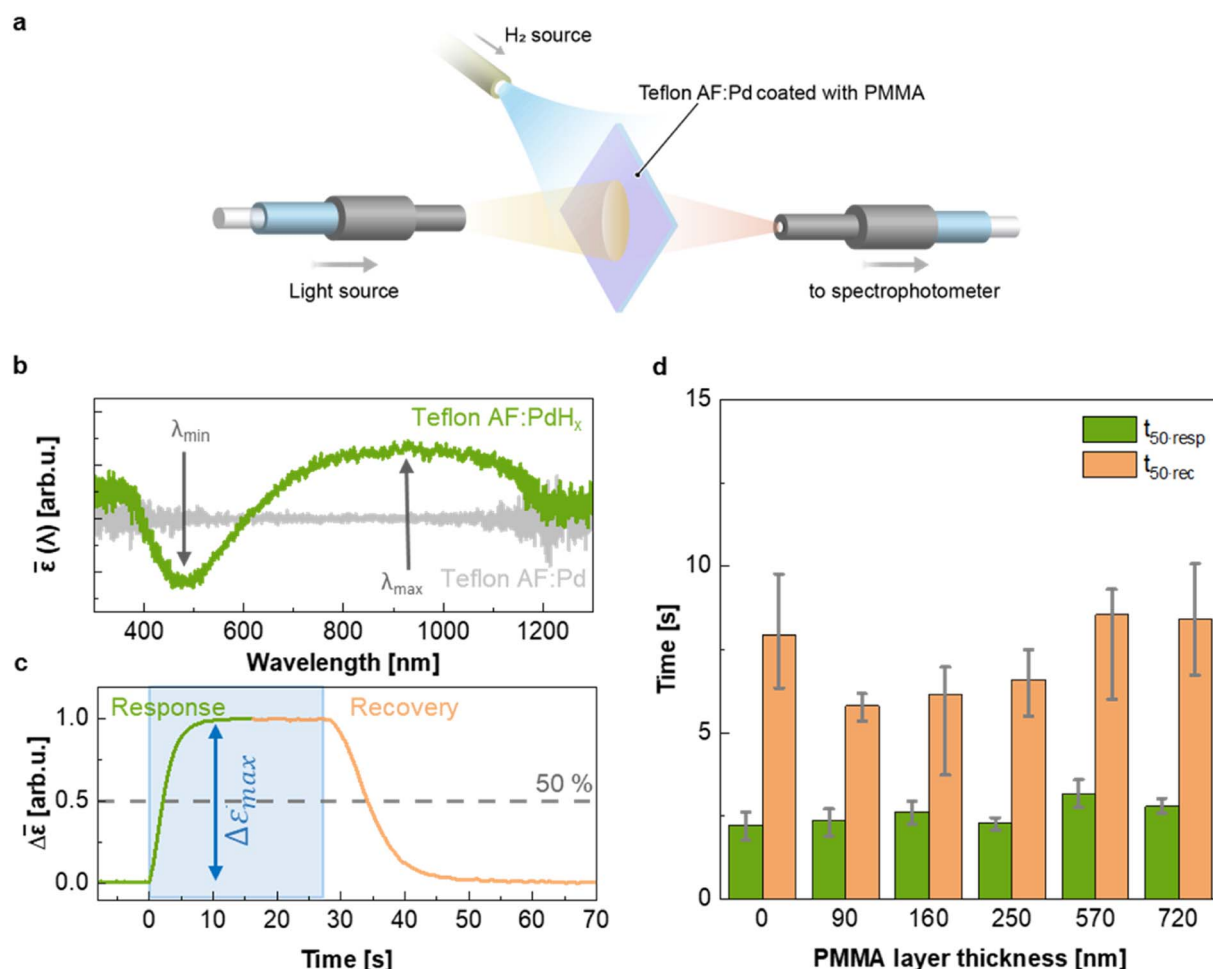 a
H₂ source
Teflon AF:Pd coated with PMMA
Light source
to spectrophotometer
b
ε̅ (λ) [arb.u.]
λmin
Teflon AF:PdHx
λmax
Teflon AF:Pd
400 600 800 1000 1200
Wavelength [nm]
c
Δε̅ [arb.u.]
1.0
0.5
0.0
Response
Recovery
Δε̇max
50 %
0 10 20 30 40 50 60 70
Time [s]
d
Time [s]
15
10
5
0
t50-resp
t50-rec
0 90 160 250 570 720
PMMA layer thickness [nm]